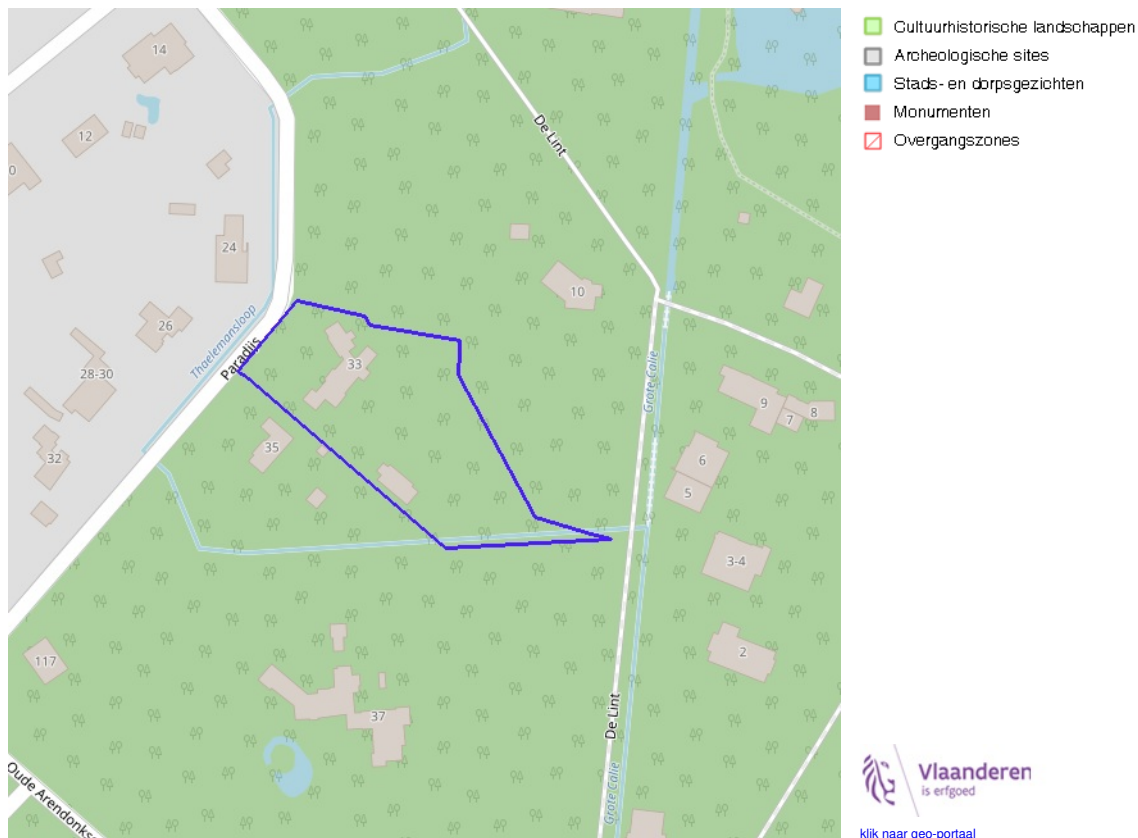 Cultuurhistorische landschappen
Archeologische sites
Stads- en dorpsgezichten
Monumenten
Overgangszones
14
12
0
24
26
28-30
32
Thaelemansloop
Paradijs
33
35
De Lint
10
Grote Calie
9
7
8
6
5
3-4
2
117
37
De Lint
Grote Calie
Oude Arendonks
Vlaanderen
is erfgoed
klik naar geo-portaal